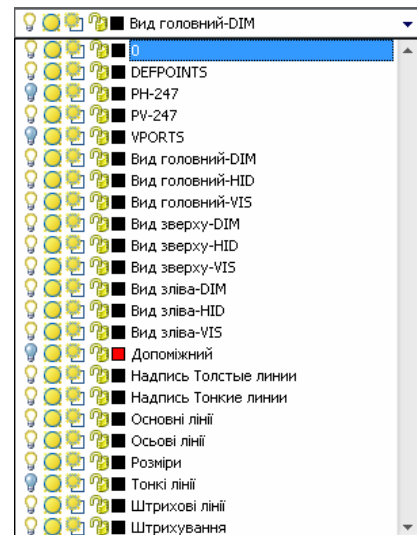 Вид головний-DIM
0
DEFPOINTS
PH-247
PV-247
VPORTS
Вид головний-DIM
Вид головний-HID
Вид головний-VIS
Вид зверху-DIM
Вид зверху-HID
Вид зверху-VIS
Вид зліва-DIM
Вид зліва-HID
Вид зліва-VIS
Допоміжний
Надпись Толстые линии
Надпись Тонкие линии
Основні лінії
Осьові лінії
Розміри
Тонкі лінії
Штрихові лінії
Штрихування